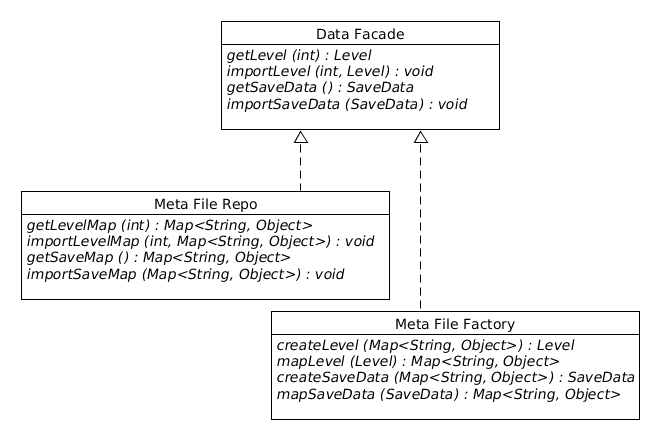 Data Facade
getLevel (int) : Level
importLevel (int, Level) : void
getSaveData () : SaveData
importSaveData (SaveData) : void
Meta File Repo
getLevelMap (int) : Map<String, Object>
importLevelMap (int, Map<String, Object>) : void
getSaveMap () : Map<String, Object>
importSaveMap (Map<String, Object>) : void
Meta File Factory
createLevel (Map<String, Object>) : Level
mapLevel (Level) : Map<String, Object>
createSaveData (Map<String, Object>) : SaveData
mapSaveData (SaveData) : Map<String, Object>